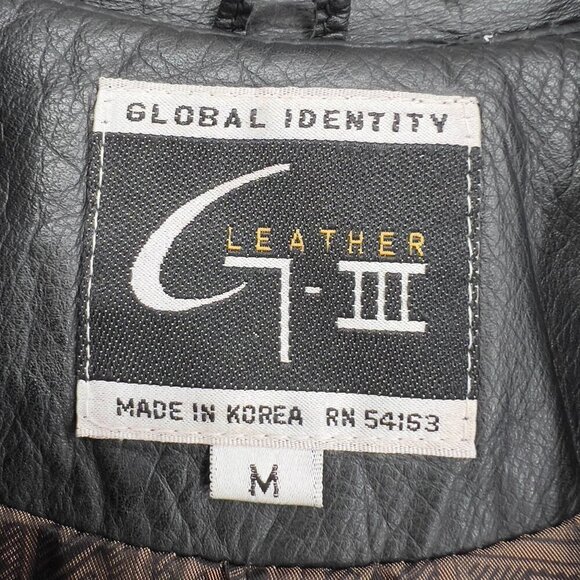 GLOBAL IDENTITY
LEATHER
G-III
MADE IN KOREA RN 54163
M